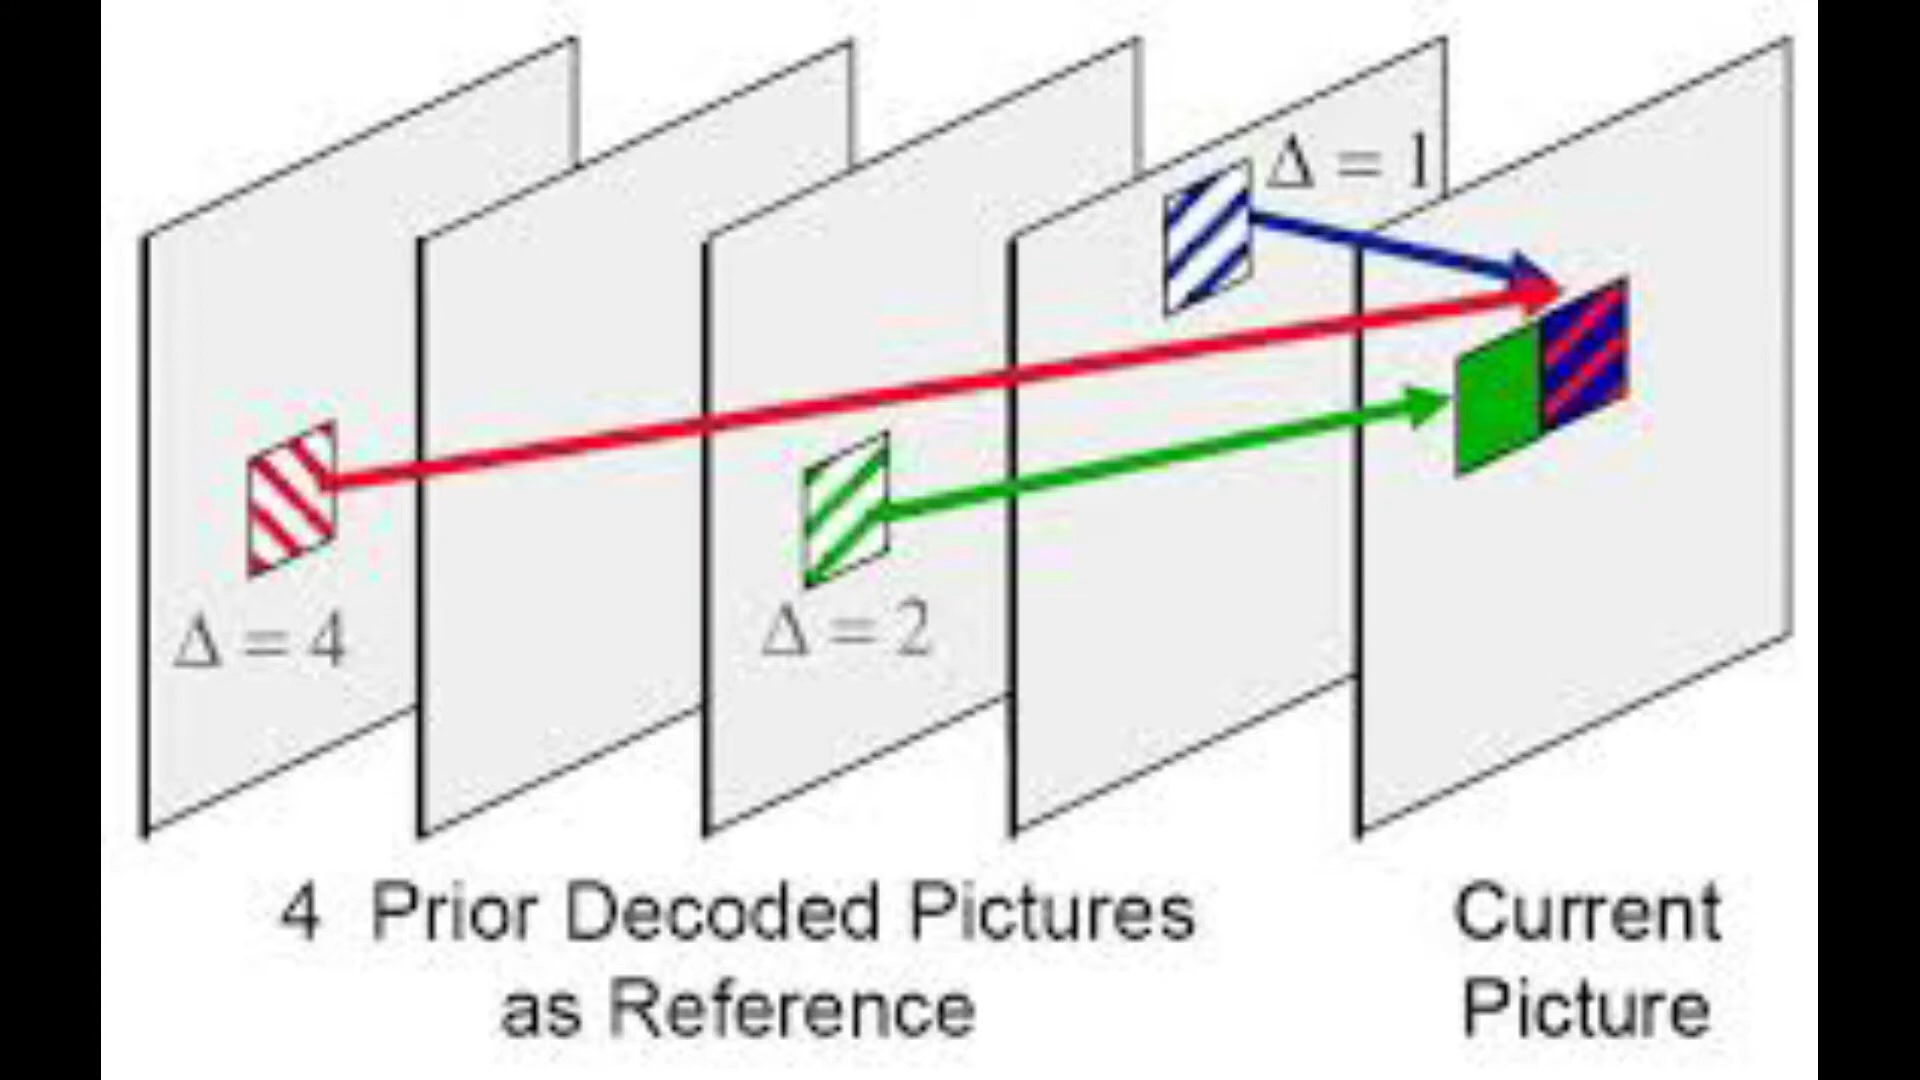 Δ = 1
Δ = 4
Δ = 2
4 Prior Decoded Pictures
as Reference
Current
Picture